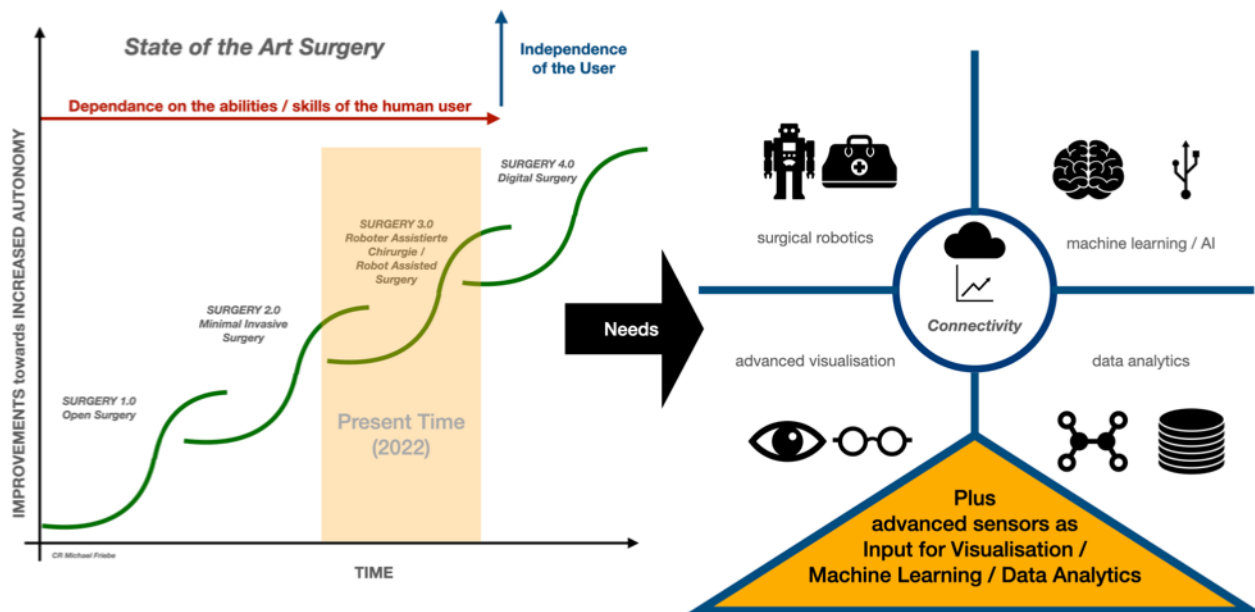 State of the Art Surgery
Independence
of the User
Dependance on the abilities / skills of the human user
IMPROVEMENTS towards INCREASED AUTONOMY
SURGERY 4.0
Digital Surgery
SURGERY 3.0
Roboter Assistierte
Chirurgie /
Robot Assisted
Surgery
SURGERY 2.0
Minimal Invasive
Surgery
SURGERY 1.0
Open Surgery
Present Time
(2022)
CR Michael Friebe
TIME
Needs
surgical robotics
machine learning / AI
Connectivity
advanced visualisation
data analytics
Plus
advanced sensors as
Input for Visualisation /
Machine Learning / Data Analytics